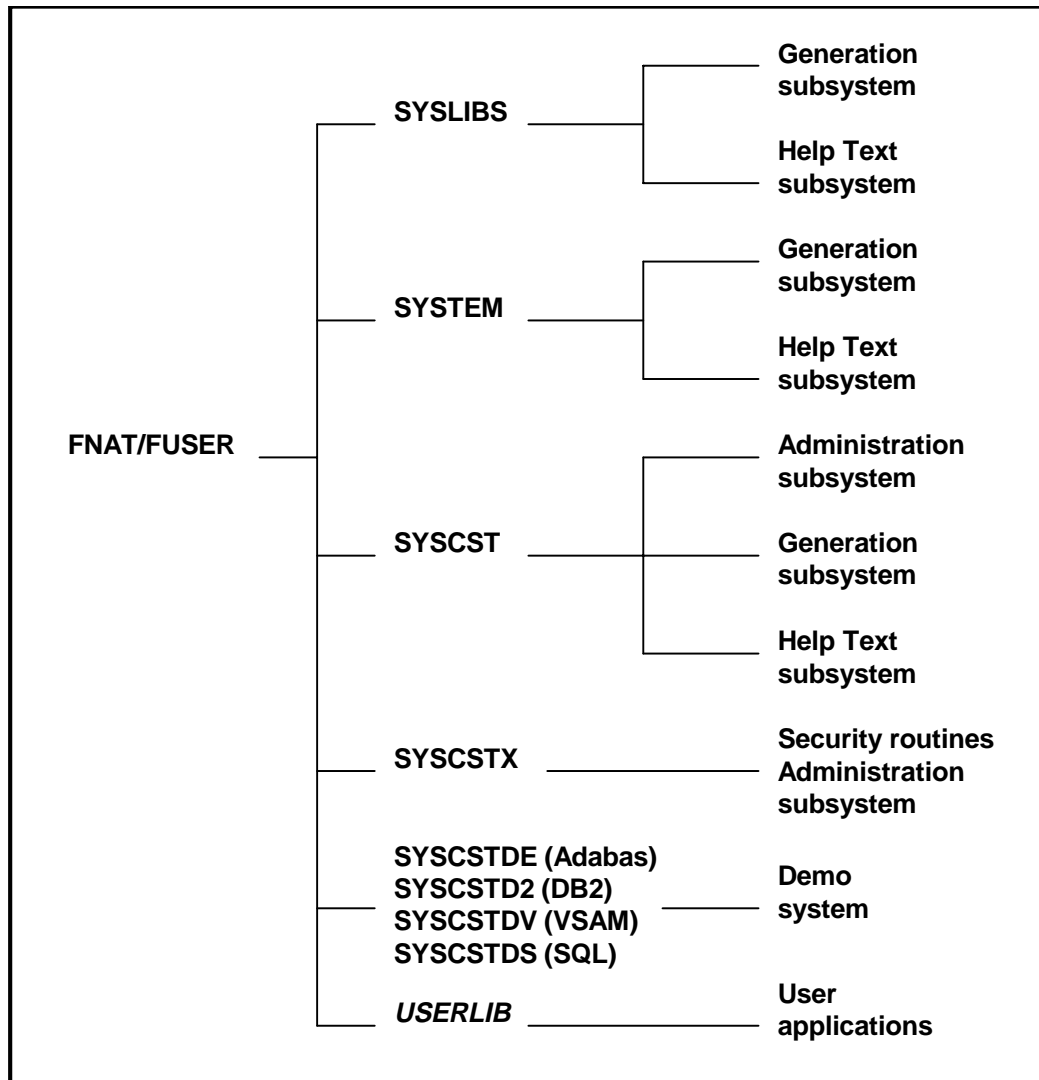 FNAT/FUSER
SYSLIBS
Generation
subsystem
Help Text
subsystem
SYSTEM
Generation
subsystem
Help Text
subsystem
SYSCST
Administration
subsystem
Generation
subsystem
Help Text
subsystem
SYSCSTX
Security routines
Administration
subsystem
SYSCSTDE (Adabas)
SYSCSTD2 (DB2)
SYSCSTDV (VSAM)
SYSCSTDS (SQL)
Demo
system
USERLIB
User
applications